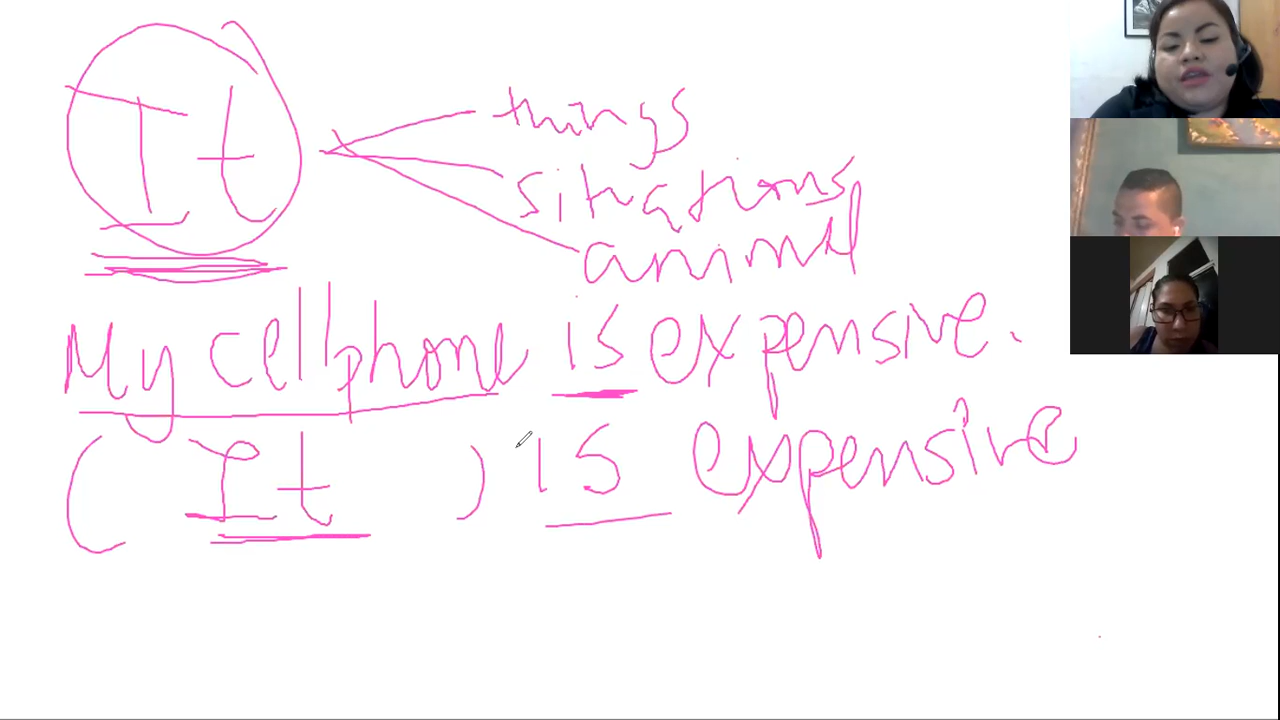 It
things
situations
animal
My cellphone is expensive.
( It ) is expensive